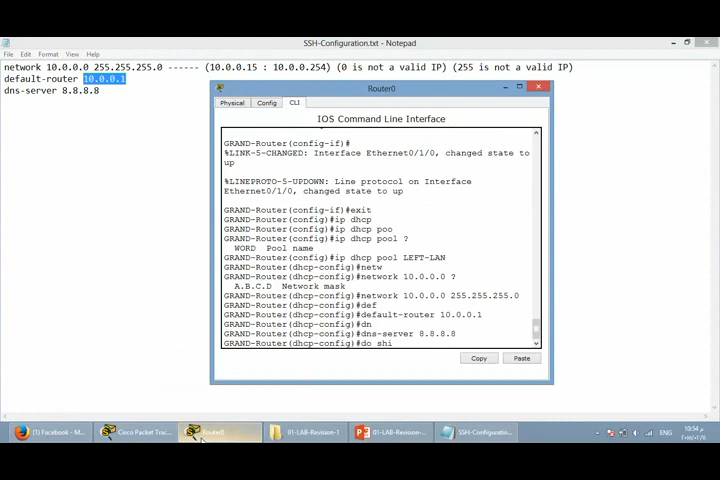 SSH-Configuration.txt - Notepad
File Edit Format View Help
network 10.0.0.0 255.255.255.0 ------ (10.0.0.15 : 10.0.0.254) (0 is not a valid IP) (255 is not a valid IP)
default-router 10.0.0.1
dns-server 8.8.8.8
Router0
Physical Config CLI
IOS Command Line Interface
GRAND-Router(config-if)#
%LINK-5-CHANGED: Interface Ethernet0/1/0, changed state to
up
%LINEPROTO-5-UPDOWN: Line protocol on Interface
Ethernet0/1/0, changed state to up
GRAND-Router(config-if)#exit
GRAND-Router(config)#ip dhcp
GRAND-Router(config)#ip dhcp poo
GRAND-Router(config)#ip dhcp pool ?
WORD Pool name
GRAND-Router(config)#ip dhcp pool LEFT-LAN
GRAND-Router(dhcp-config)#netw
GRAND-Router(dhcp-config)#network 10.0.0.0 ?
A.B.C.D Network mask
GRAND-Router(dhcp-config)#network 10.0.0.0 255.255.255.0
GRAND-Router(dhcp-config)#def
GRAND-Router(dhcp-config)#default-router 10.0.0.1
GRAND-Router(dhcp-config)#dn
GRAND-Router(dhcp-config)#dns-server 8.8.8.8
GRAND-Router(dhcp-config)#do shi
Copy Paste
(1) Facebook - M... Cisco Packet Trac... Router0 01-LAB-Revision-1 01-LAB-Revision-... SSH-Configuratio... ENG
10:54 م